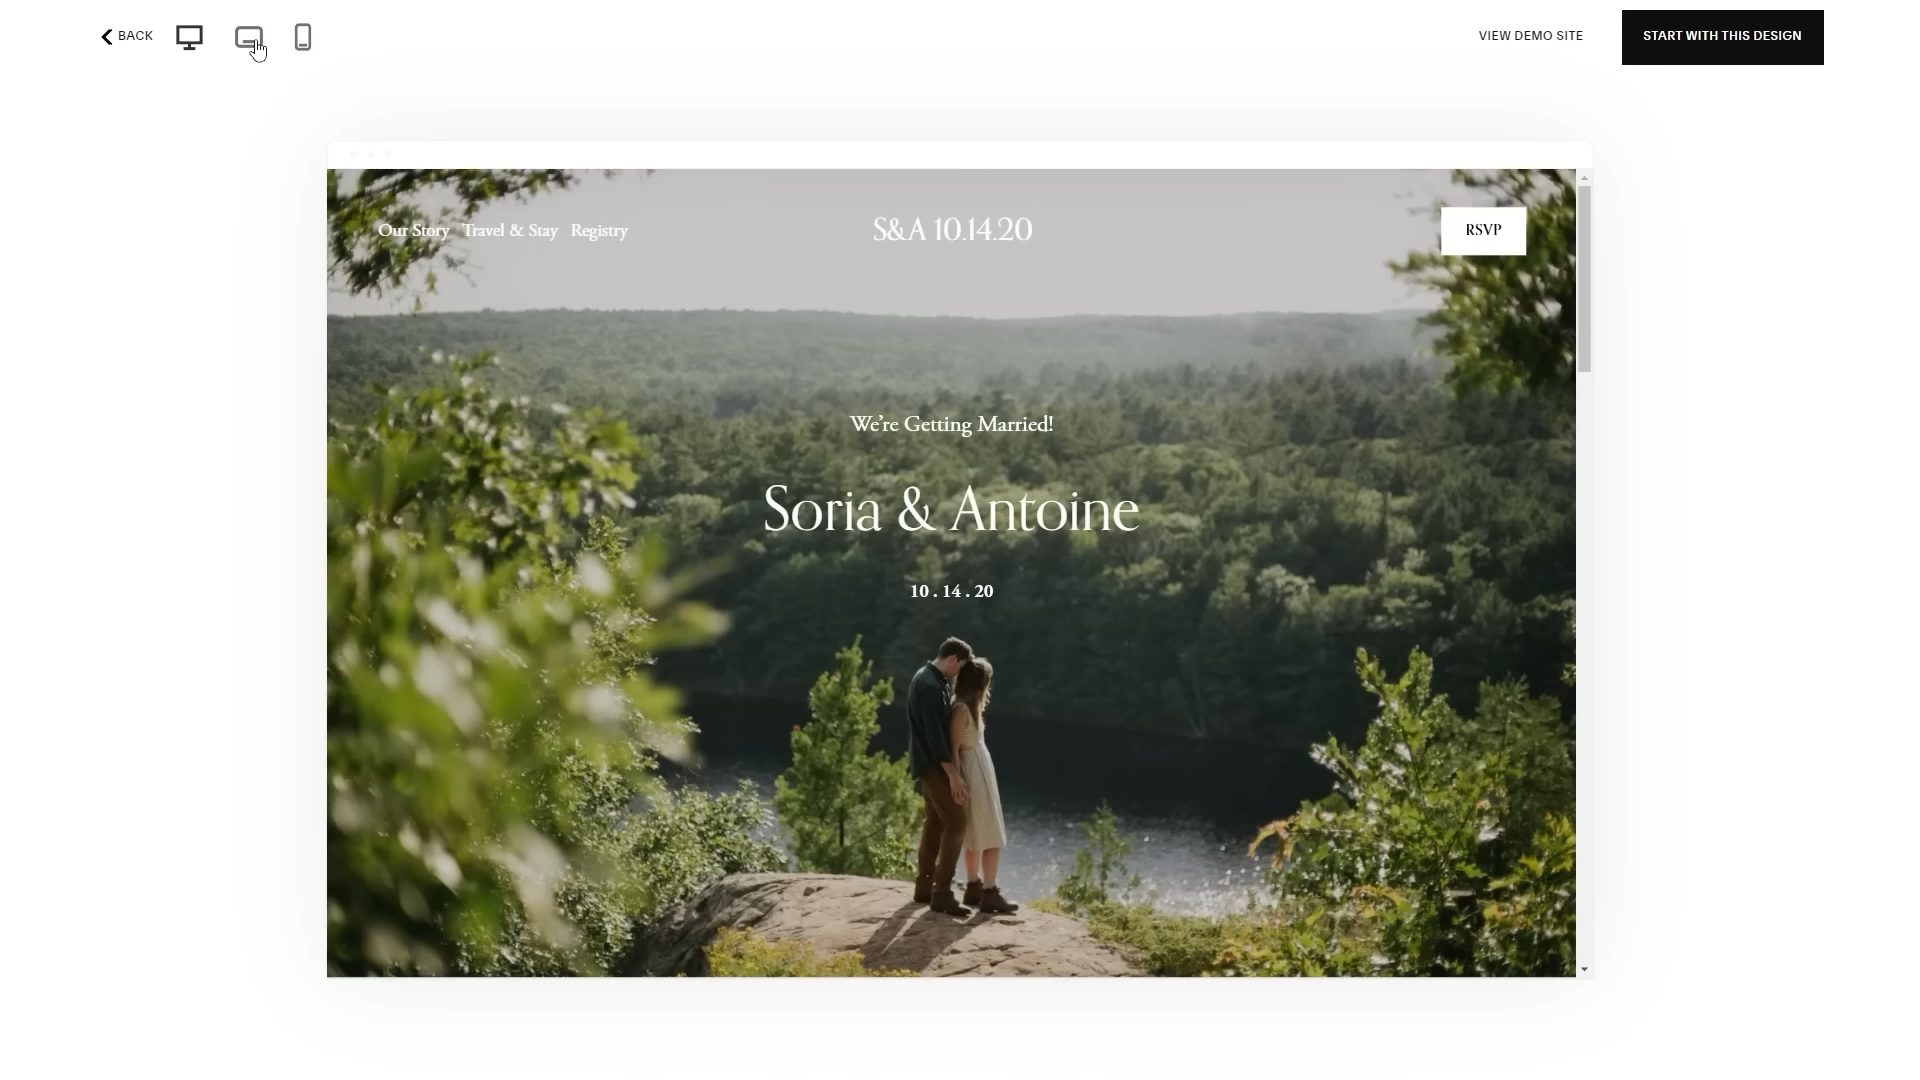 BACK
VIEW DEMO SITE
START WITH THIS DESIGN
Our Story Travel & Stay Registry
S&A 10.14.20
RSVP
We're Getting Married!
Soria & Antoine
10 . 14 . 20